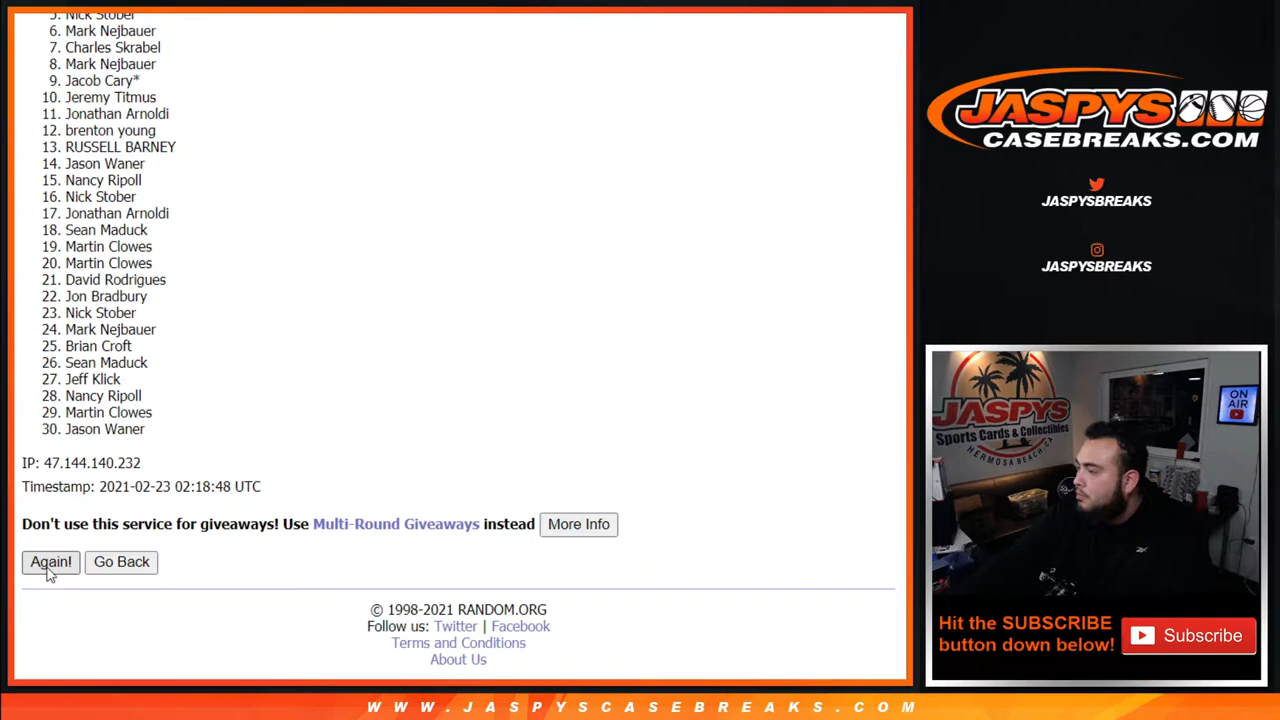 5. Nick Stober
6. Mark Nejbauer
7. Charles Skrabel
8. Mark Nejbauer
9. Jacob Cary*
10. Jeremy Titmus
11. Jonathan Arnoldi
12. brenton young
13. RUSSELL BARNEY
14. Jason Waner
15. Nancy Ripoll
16. Nick Stober
17. Jonathan Arnoldi
18. Sean Maduck
19. Martin Clowes
20. Martin Clowes
21. David Rodrigues
22. Jon Bradbury
23. Nick Stober
24. Mark Nejbauer
25. Brian Croft
26. Sean Maduck
27. Jeff Klick
28. Nancy Ripoll
29. Martin Clowes
30. Jason Waner
IP: 47.144.140.232
Timestamp: 2021-02-23 02:18:48 UTC
Don't use this service for giveaways! Use Multi-Round Giveaways instead More Info
Again! Go Back
© 1998-2021 RANDOM.ORG
Follow us: Twitter | Facebook
Terms and Conditions
About Us
JASPYS
CASEBREAKS.COM
JASPYSBREAKS
JASPYSBREAKS
JASPYS
Sports Cards & Collectibles
HERMOSA BEACH, CA
ON
AIR
Hit the SUBSCRIBE
button down below!
Subscribe
WWW.JASPYSCASEBREAKS.COM